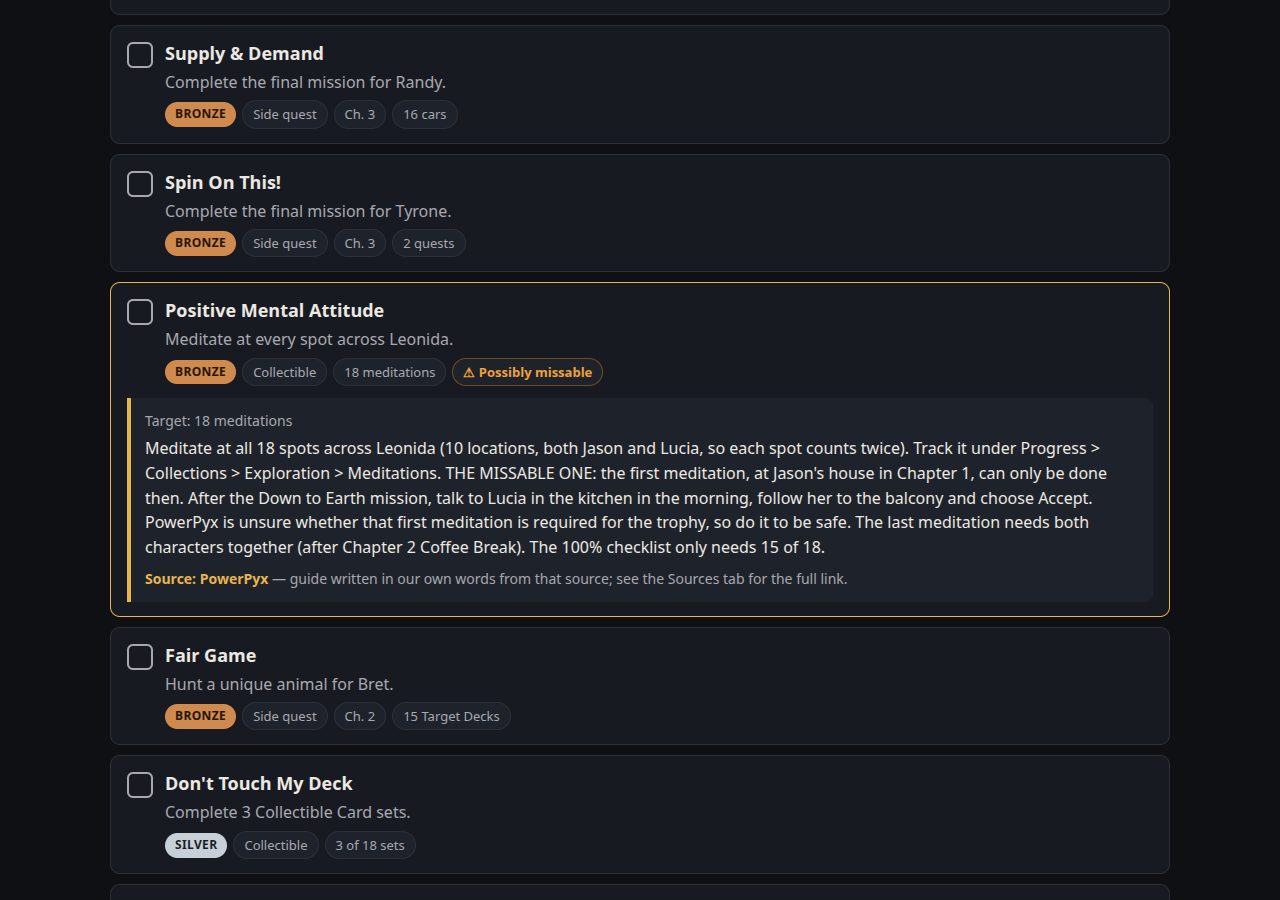 Supply & Demand
Complete the final mission for Randy.
BRONZE Side quest Ch. 3 16 cars
Spin On This!
Complete the final mission for Tyrone.
BRONZE Side quest Ch. 3 2 quests
Positive Mental Attitude
Meditate at every spot across Leonida.
BRONZE Collectible 18 meditations ⚠ Possibly missable
Target: 18 meditations
Meditate at all 18 spots across Leonida (10 locations, both Jason and Lucia, so each spot counts twice). Track it under Progress >
Collections > Exploration > Meditations. THE MISSABLE ONE: the first meditation, at Jason's house in Chapter 1, can only be done
then. After the Down to Earth mission, talk to Lucia in the kitchen in the morning, follow her to the balcony and choose Accept.
PowerPyx is unsure whether that first meditation is required for the trophy, so do it to be safe. The last meditation needs both
characters together (after Chapter 2 Coffee Break). The 100% checklist only needs 15 of 18.
Source: PowerPyx — guide written in our own words from that source; see the Sources tab for the full link.
Fair Game
Hunt a unique animal for Bret.
BRONZE Side quest Ch. 2 15 Target Decks
Don't Touch My Deck
Complete 3 Collectible Card sets.
SILVER Collectible 3 of 18 sets